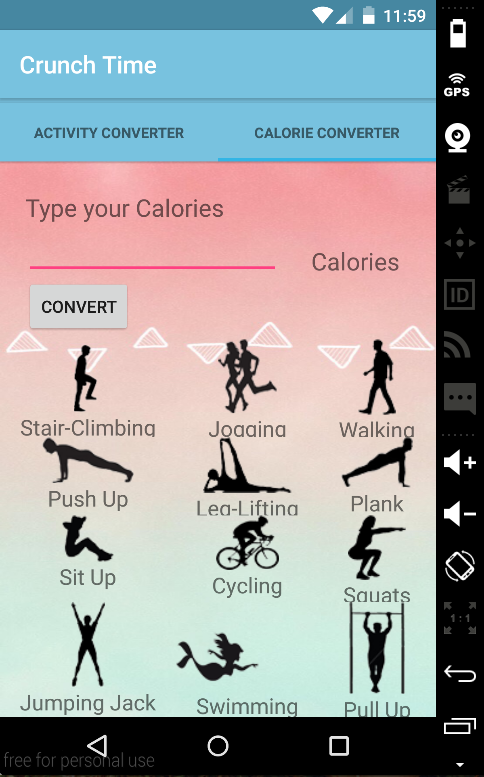 11:59
Crunch Time
ACTIVITY CONVERTER CALORIE CONVERTER
GPS
Type your Calories
Calories
CONVERT
ID
Stair-Climbing Jogging Walking
Push Up Leg-Lifting Plank
Sit Up Cycling Squats
1:1
Jumping Jack Swimming Pull Up
free for personal use